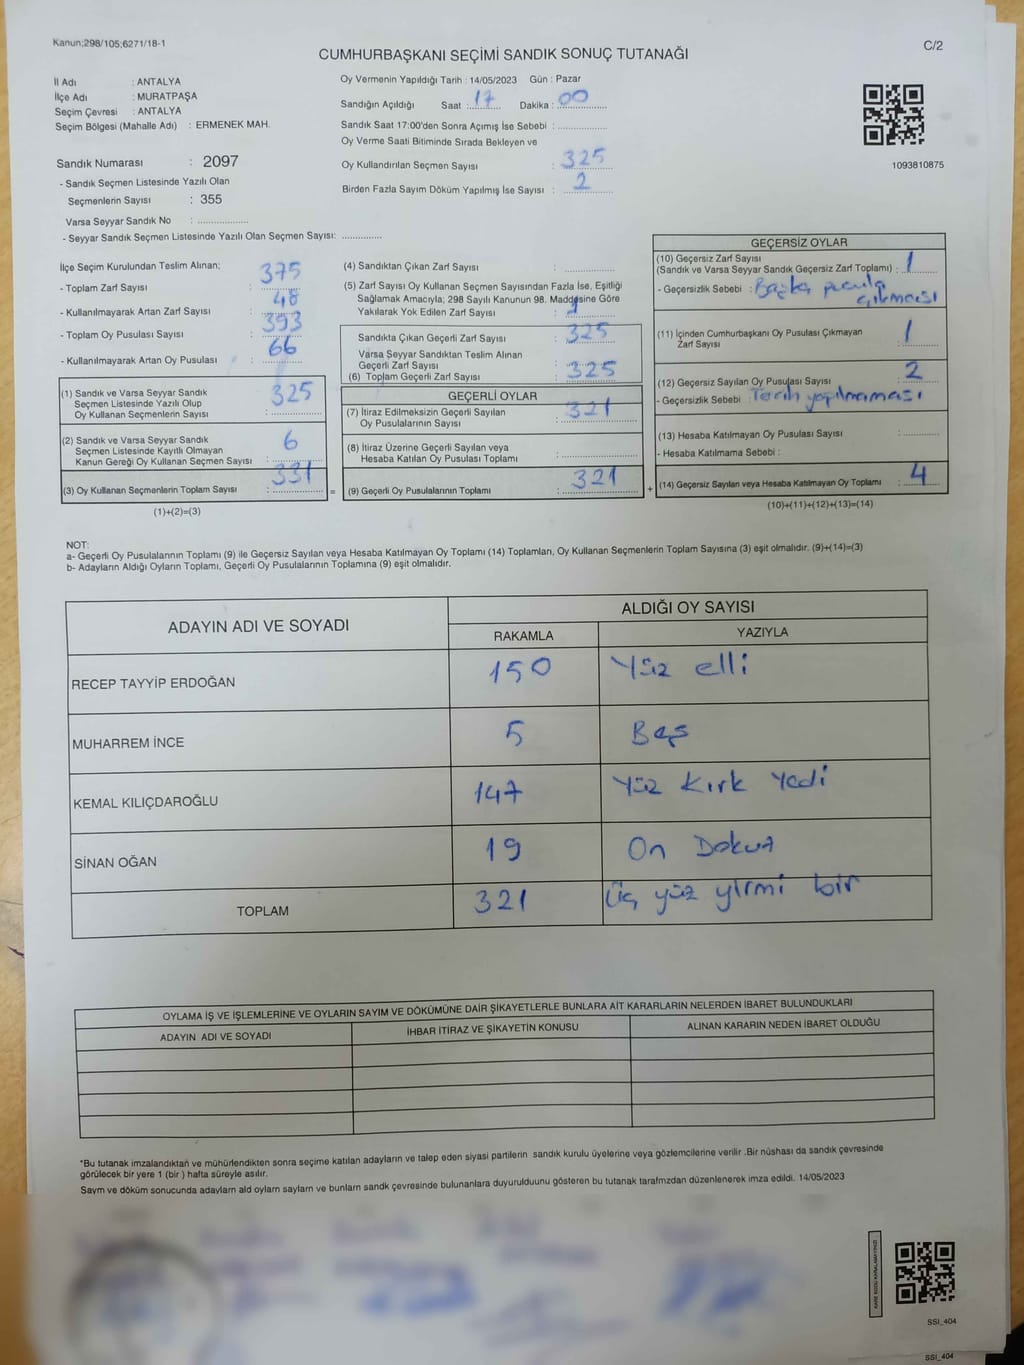 Kanun;298/105;6271/18-1
C/2
CUMHURBAŞKANI SEÇİMİ SANDIK SONUÇ TUTANAĞI
İl Adı : ANTALYA
İlçe Adı : MURATPAŞA
Seçim Çevresi : ANTALYA
Seçim Bölgesi (Mahalle Adı) : ERMENEK MAH.
Sandık Numarası : 2097
- Sandık Seçmen Listesinde Yazılı Olan
Seçmenlerin Sayısı : 355
Varsa Seyyar Sandık No : ..................
- Seyyar Sandık Seçmen Listesinde Yazılı Olan Seçmen Sayısı: ..............
Oy Vermenin Yapıldığı Tarih : 14/05/2023 Gün : Pazar
Sandığın Açıldığı Saat : 17 Dakika : 00
Sandık Saat 17:00'den Sonra Açımış İse Sebebi : ..................
Oy Verme Saati Bitiminde Sırada Bekleyen ve
Oy Kullandırılan Seçmen Sayısı : 325
Birden Fazla Sayım Döküm Yapılmış İse Sayısı : 2
1093810875
İlçe Seçim Kurulundan Teslim Alınan;
- Toplam Zarf Sayısı : 375
- Kullanılmayarak Artan Zarf Sayısı : 48
- Toplam Oy Pusulası Sayısı : 393
- Kullanılmayarak Artan Oy Pusulası : 66
(1) Sandık ve Varsa Seyyar Sandık
Seçmen Listesinde Yazılı Olup
Oy Kullanan Seçmenlerin Sayısı : 325
(2) Sandık ve Varsa Seyyar Sandık
Seçmen Listesinde Kayıtlı Olmayan
Kanun Gereği Oy Kullanan Seçmen Sayısı : 6
(3) Oy Kullanan Seçmenlerin Toplam Sayısı : 331
(1)+(2)=(3)
(4) Sandıktan Çıkan Zarf Sayısı : ..................
(5) Zarf Sayısı Oy Kullanan Seçmen Sayısından Fazla İse, Eşitliği
Sağlamak Amacıyla; 298 Sayılı Kanunun 98. Maddesine Göre
Yakılarak Yok Edilen Zarf Sayısı :
Sandıkta Çıkan Geçerli Zarf Sayısı : 325
Varsa Seyyar Sandıktan Teslim Alınan
Geçerli Zarf Sayısı :
(6) Toplam Geçerli Zarf Sayısı : 325
GEÇERLİ OYLAR
(7) İtiraz Edilmeksizin Geçerli Sayılan
Oy Pusulalarının Sayısı : 321
(8) İtiraz Üzerine Geçerli Sayılan veya
Hesaba Katılan Oy Pusulası Toplamı : ..................
= (9) Geçerli Oy Pusulalarının Toplamı : 321
GEÇERSİZ OYLAR
(10) Geçersiz Zarf Sayısı
(Sandık ve Varsa Seyyar Sandık Geçersiz Zarf Toplamı) : 1
- Geçersizlik Sebebi : Başka pusula
çıkmaısı
(11) İçinden Cumhurbaşkanı Oy Pusulası Çıkmayan
Zarf Sayısı : 1
(12) Geçersiz Sayılan Oy Pusulası Sayısı : 2
- Geçersizlik Sebebi : Tercih yapılmaması
(13) Hesaba Katılmayan Oy Pusulası Sayısı : ............
- Hesaba Katılmama Sebebi :
+ (14) Geçersiz Sayılan veya Hesaba Katılmayan Oy Toplamı : 4
(10)+(11)+(12)+(13)=(14)
NOT:
a- Geçerli Oy Pusulalarının Toplamı (9) ile Geçersiz Sayılan veya Hesaba Katılmayan Oy Toplamı (14) Toplamları, Oy Kullanan Seçmenlerin Toplam Sayısına (3) eşit olmalıdır. (9)+(14)=(3)
b- Adayların Aldığı Oyların Toplamı, Geçerli Oy Pusulalarının Toplamına (9) eşit olmalıdır.
ADAYIN ADI VE SOYADI ALDIĞI OY SAYISI
RAKAMLA YAZIYLA
RECEP TAYYİP ERDOĞAN 150 Yüz elli
MUHARREM İNCE 5 Beş
KEMAL KILIÇDAROĞLU 147 Yüz Kırk Yedi
SİNAN OĞAN 19 On Dokuz
TOPLAM 321 Üç yüz yirmi bir
OYLAMA İŞ VE İŞLEMLERİNE VE OYLARIN SAYIM VE DÖKÜMÜNE DAİR ŞİKAYETLERLE BUNLARA AİT KARARLARIN NELERDEN İBARET BULUNDUKLARI
ADAYIN ADI VE SOYADI İHBAR İTİRAZ VE ŞİKAYETİN KONUSU ALINAN KARARIN NEDEN İBARET OLDUĞU
*Bu tutanak imzalandıktan ve mühürlendikten sonra seçime katılan adayların ve talep eden siyasi partilerin sandık kurulu üyelerine veya gözlemcilerine verilir .Bir nüshası da sandık çevresinde
görülecek bir yere 1 (bir ) hafta süreyle asılır.
Saym ve döküm sonucunda adaylarn ald oylarn saylarn ve bunlarn sandk çevresinde bulunanlara duyurulduunu gösteren bu tutanak tarafmzdan düzenlenerek imza edildi. 14/05/2023
SSI_404
SSI_404